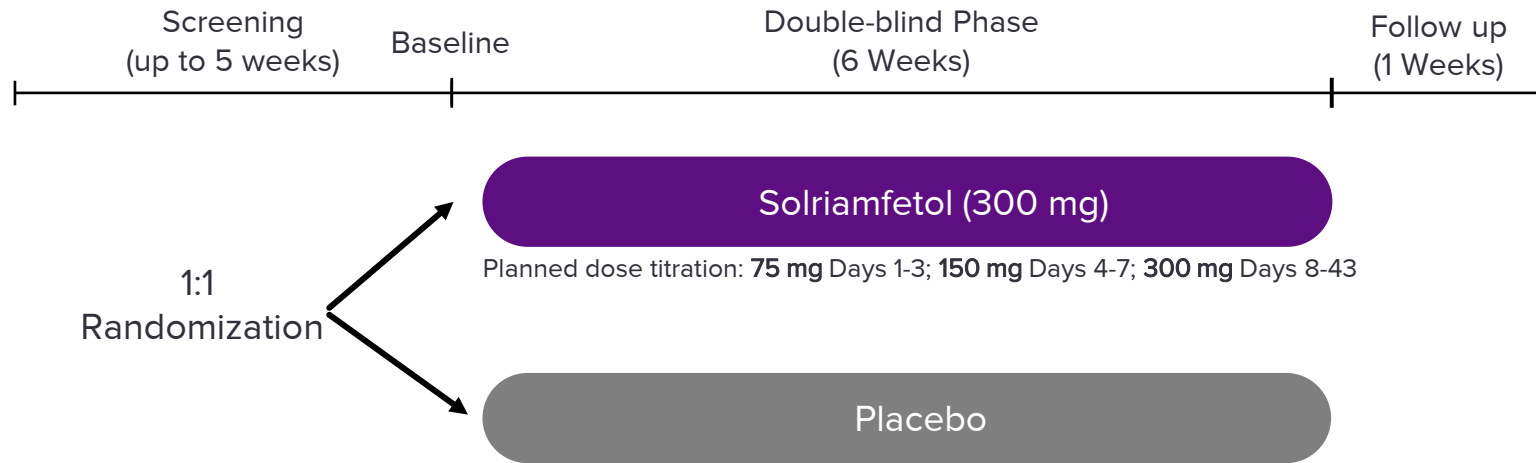 Screening
(up to 5 weeks)
Baseline
Double-blind Phase
(6 Weeks)
Follow up
(1 Weeks)
Solriamfetol (300 mg)
Planned dose titration: 75 mg Days 1-3; 150 mg Days 4-7; 300 mg Days 8-43
1:1
Randomization
Placebo